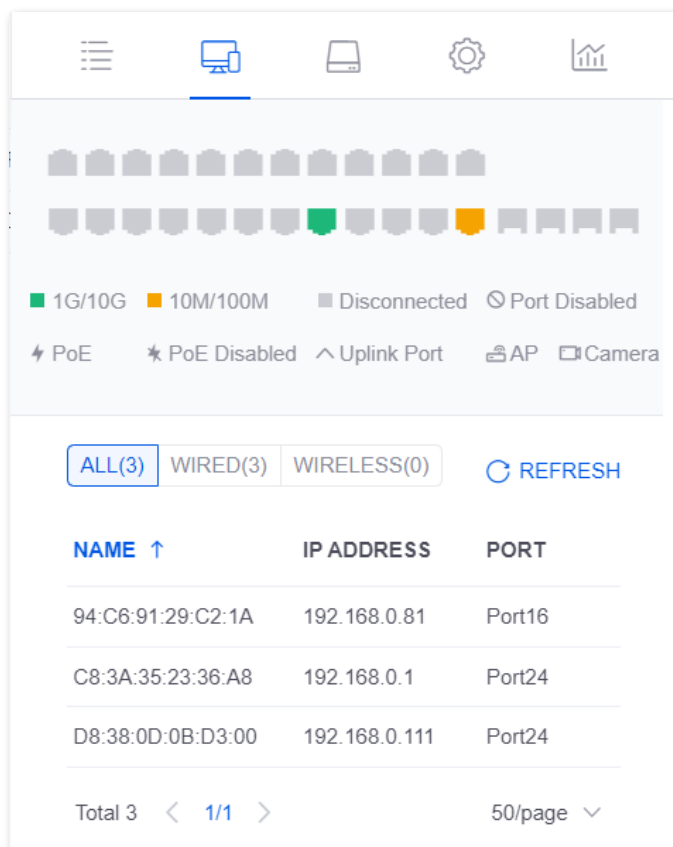 1G/10G 10M/100M Disconnected Port Disabled
PoE PoE Disabled Uplink Port AP Camera
ALL(3) WIRED(3) WIRELESS(0) REFRESH
NAME ↑ IP ADDRESS PORT
94:C6:91:29:C2:1A 192.168.0.81 Port16
C8:3A:35:23:36:A8 192.168.0.1 Port24
D8:38:0D:0B:D3:00 192.168.0.111 Port24
Total 3 < 1/1 > 50/page